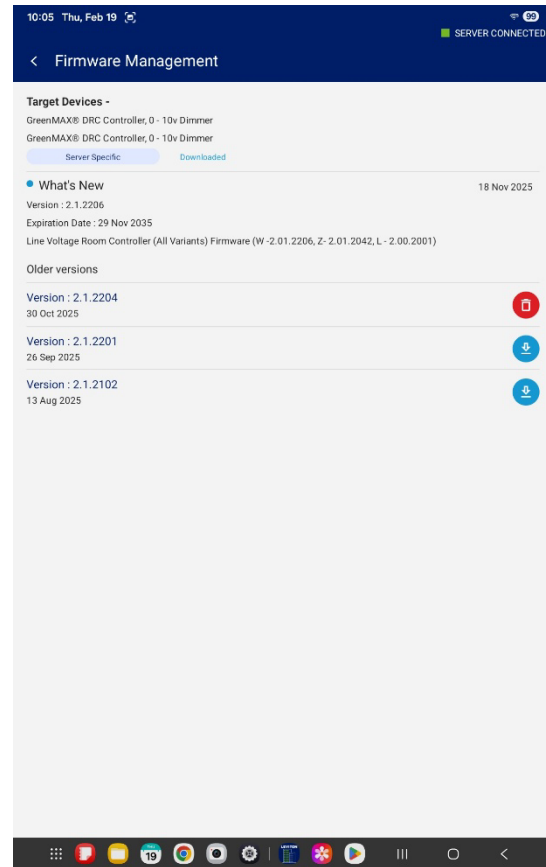 10:05 Thu, Feb 19
99
SERVER CONNECTED
Firmware Management
Target Devices -
GreenMAX® DRC Controller, 0 - 10v Dimmer
GreenMAX® DRC Controller, 0 - 10v Dimmer
Server Specific Downloaded
What's New 18 Nov 2025
Version : 2.1.2206
Expiration Date : 29 Nov 2035
Line Voltage Room Controller (All Variants) Firmware (W -2.01.2206, Z- 2.01.2042, L - 2.00.2001)
Older versions
Version : 2.1.2204
30 Oct 2025
Version : 2.1.2201
26 Sep 2025
Version : 2.1.2102
13 Aug 2025
19